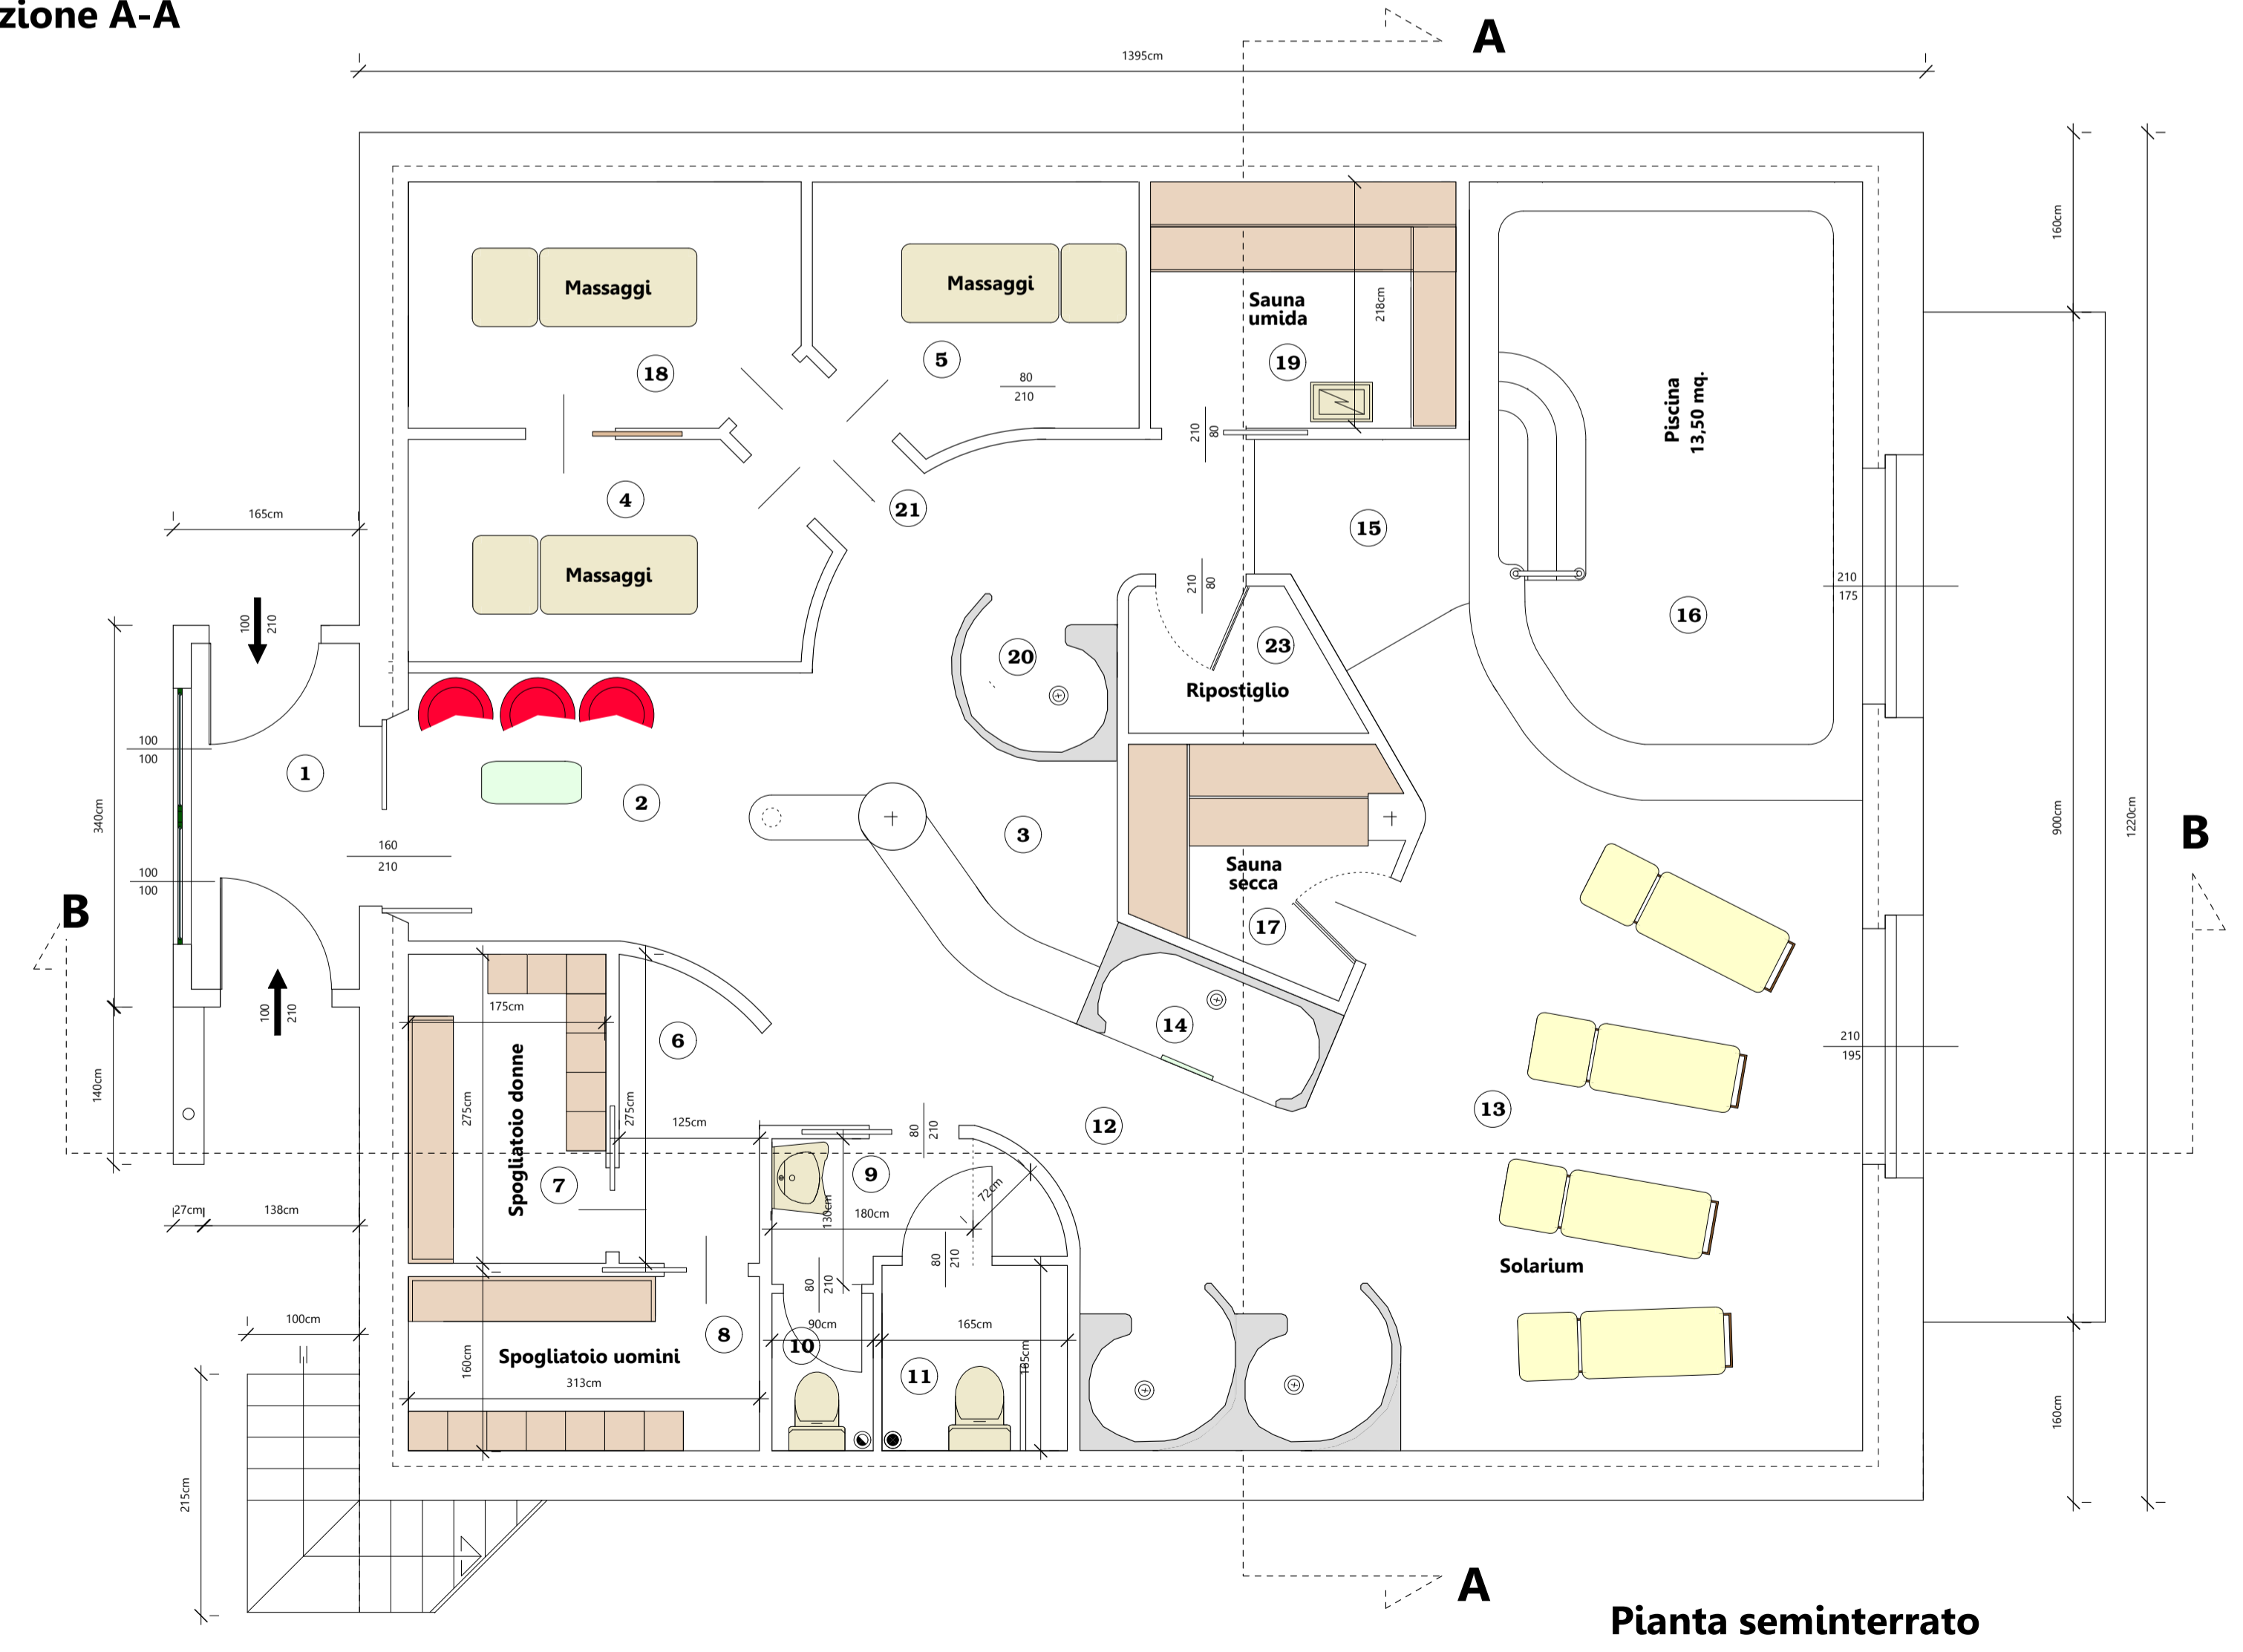 zione A-A
A
1395cm
160cm
Massaggi
Massaggi
Sauna
umida
218cm
18
5
80
210
19
Piscina
13,50 mq.
210
80
4
21
15
165cm
Massaggi
210
80
210
175
16
100
210
20
23
Ripostiglio
100
100
1
2
3
340cm
900cm
1220cm
B
160
210
Sauna
secca
100
100
B
17
100
210
175cm
6
14
210
195
140cm
Spogliatoio donne
275cm
275cm
125cm
80
210
12
13
7
9
72cm
27cm
138cm
130cm
180cm
80
210
80
210
Solarium
100cm
8
90cm
10
165cm
Spogliatoio uomini
160cm
313cm
11
165cm
160cm
215cm
A
Pianta seminterrato